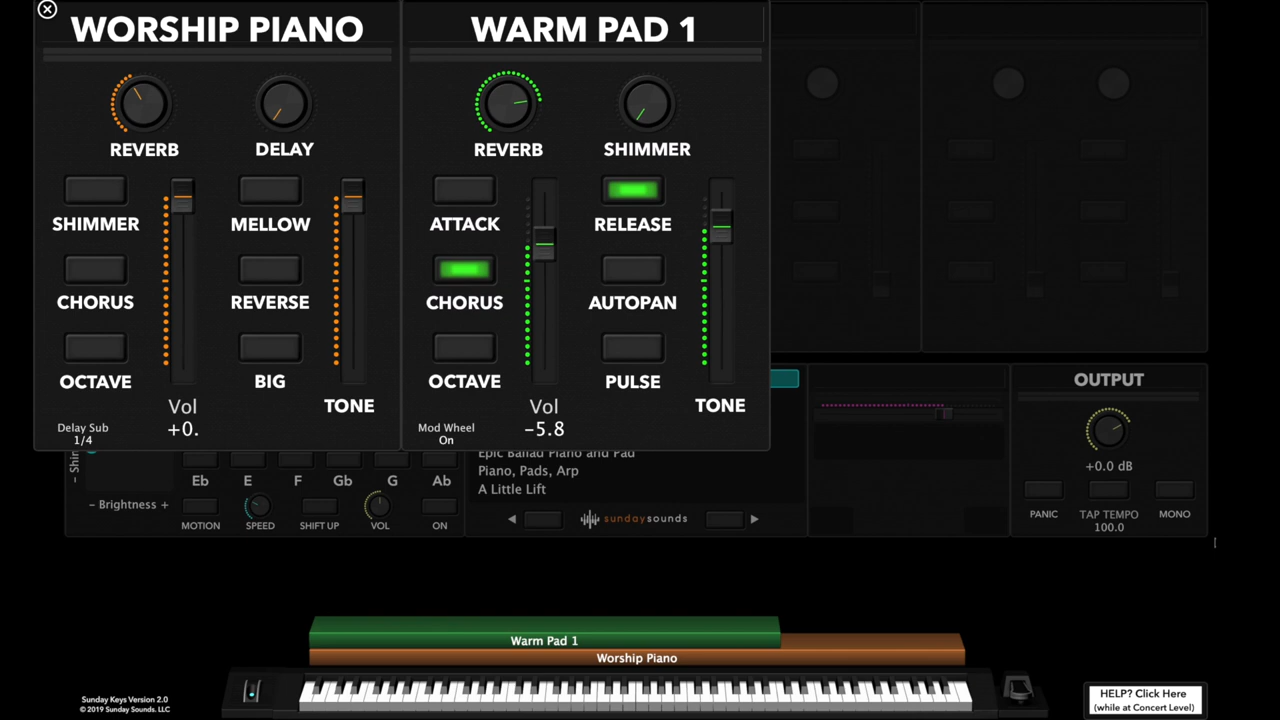 WORSHIP PIANO
WARM PAD 1
REVERB
DELAY
REVERB
SHIMMER
SHIMMER
MELLOW
ATTACK
RELEASE
CHORUS
REVERSE
CHORUS
AUTOPAN
OCTAVE
BIG
OCTAVE
PULSE
Vol
+0.
TONE
Vol
-5.8
TONE
Delay Sub
1/4
Mod Wheel
On
OUTPUT
+0.0 dB
PANIC
TAP TEMPO
100.0
MONO
Eb
E
F
Gb
G
Ab
- Brightness +
MOTION
SPEED
SHIFT UP
VOL
ON
Epic Ballad Piano and Pad
Piano, Pads, Arp
A Little Lift
sundaysounds
Warm Pad 1
Worship Piano
Sunday Keys Version 2.0
© 2019 Sunday Sounds. LLC
HELP? Click Here
(while at Concert Level)